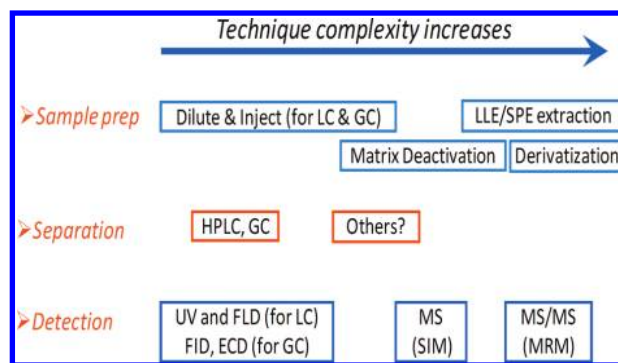 Technique complexity increases
➢Sample prep
Dilute & Inject (for LC & GC)
LLE/SPE extraction
Matrix Deactivation
Derivatization
➢Separation
HPLC, GC
Others?
➢Detection
UV and FLD (for LC)
FID, ECD (for GC)
MS
(SIM)
MS/MS
(MRM)